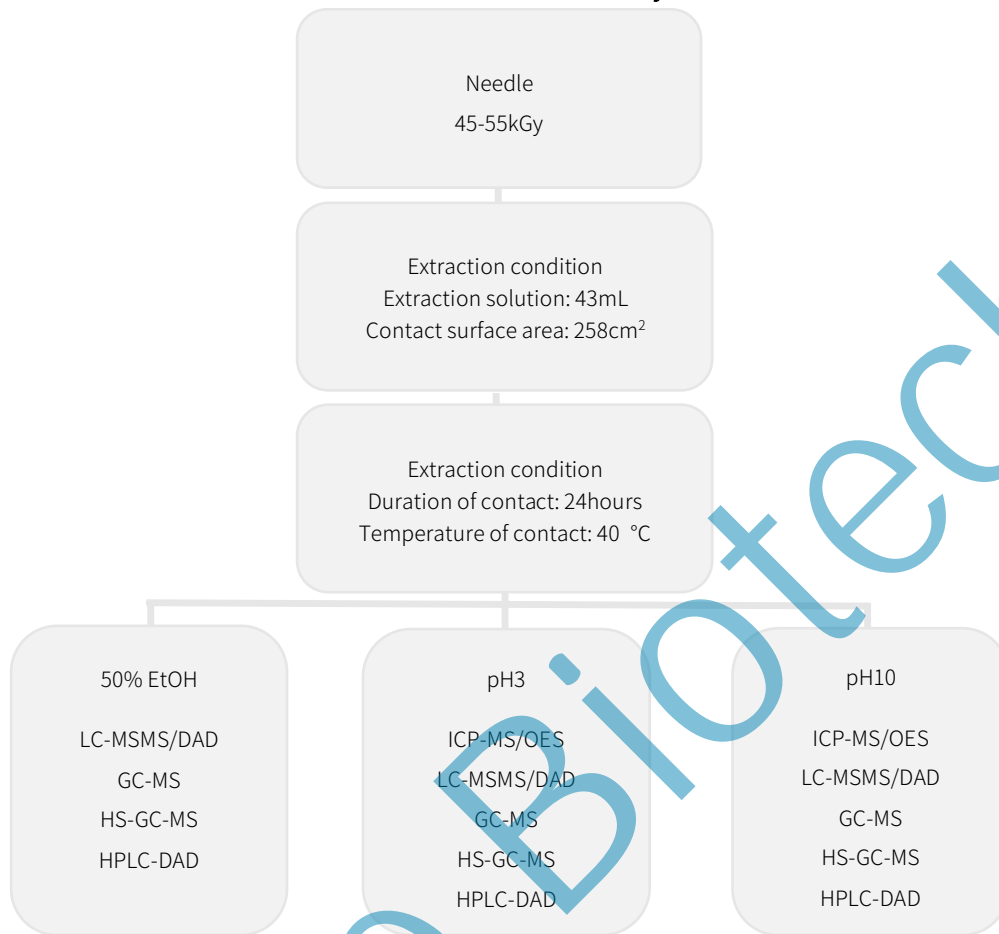 Needle
45-55kGy
Extraction condition
Extraction solution: 43mL
Contact surface area: 258cm²
Extraction condition
Duration of contact: 24hours
Temperature of contact: 40 °C
50% EtOH
LC-MSMS/DAD
GC-MS
HS-GC-MS
HPLC-DAD
pH3
ICP-MS/OES
LC-MSMS/DAD
GC-MS
HS-GC-MS
HPLC-DAD
pH10
ICP-MS/OES
LC-MSMS/DAD
GC-MS
HS-GC-MS
HPLC-DAD
Biotech